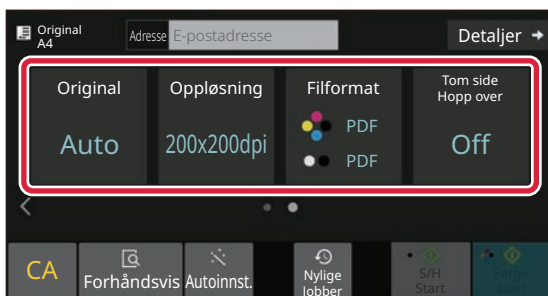 Original
A4
Adresse E-postadresse
Detaljer
Original
Auto
Oppløsning
200x200dpi
Filformat
PDF
PDF
Tom side
Hopp over
Off
CA
Forhåndsvis
Autoinnst.
Nylige
Jobber
S/H
Start
Farge
Start